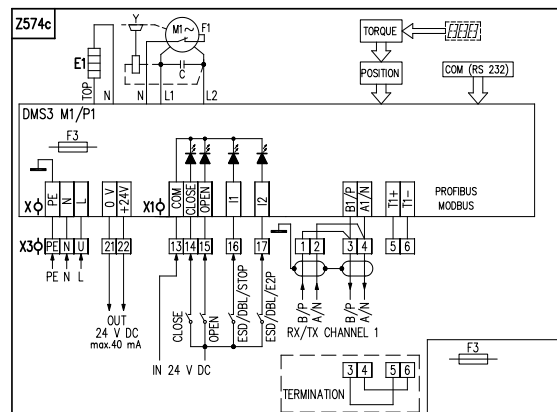 Z574c
Y
M1~
F1
E1
TOP
N
N
L1
C
L2
TORQUE
POSITION
COM (RS 232)
DMS3 M1/P1
F3
X
PE
N
L
0 V
+24V
X1
COM
CLOSE
OPEN
I1
I2
B1/P
A1/N
T1+
T1-
PROFIBUS
MODBUS
X3
PE
N
U
21
22
13
14
15
16
17
1
2
3
4
5
6
PE
N
L
OUT
24 V DC
max.40 mA
CLOSE
OPEN
ESD/DBL/STOP
ESD/DBL/E2P
IN 24 V DC
B/P
A/N
B/P
A/N
RX/TX CHANNEL 1
TERMINATION
3
4
5
6
F3